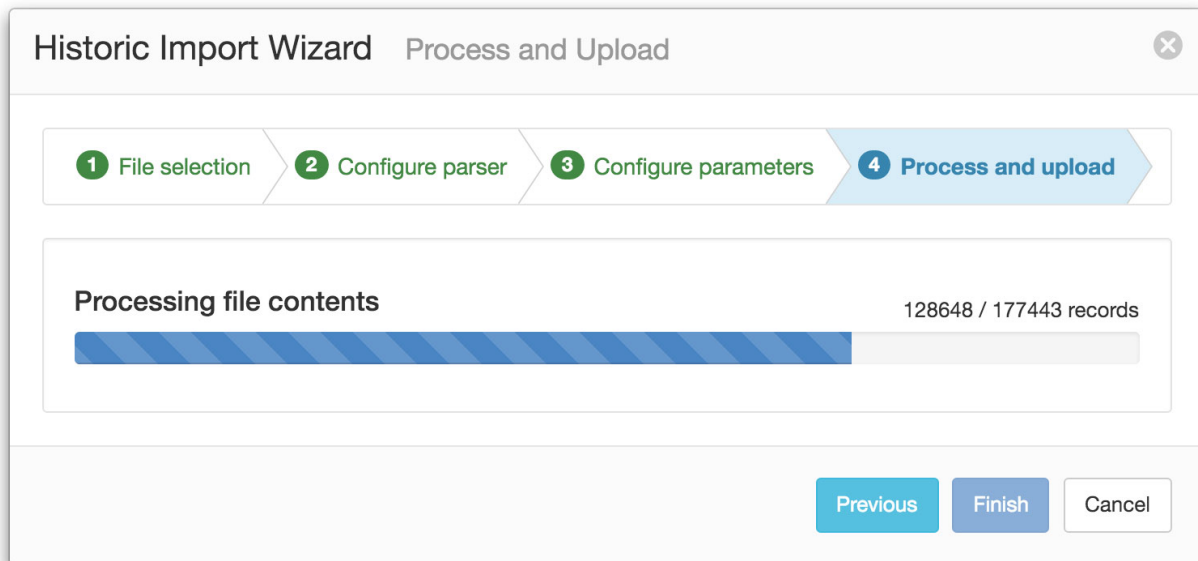 Historic Import Wizard Process and Upload
1 File selection 2 Configure parser 3 Configure parameters 4 Process and upload
Processing file contents 128648 / 177443 records
Previous Finish Cancel